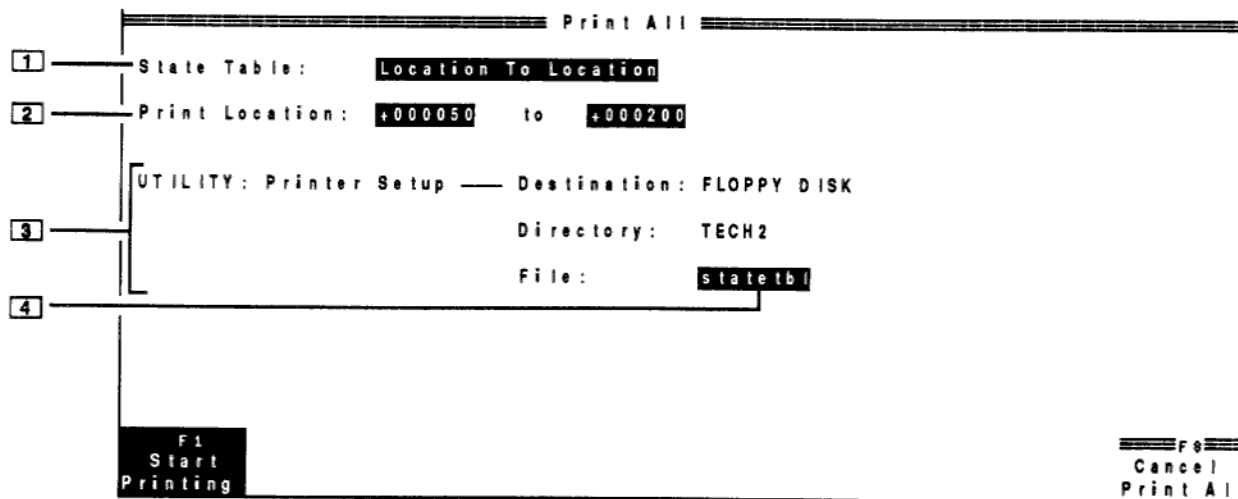 Print All
1 State Table: Location To Location
2 Print Location: +000050 to +000200
UTILITY: Printer Setup — Destination: FLOPPY DISK
3 Directory: TECH2
File: statetbl
4
F1
Start
Printing
F8
Cancel
Print Al